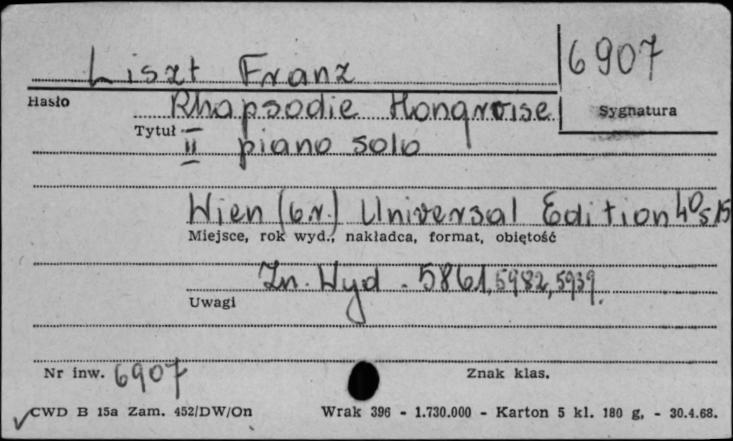 Liszt Franz
6907
Hasło
Sygnatura
Rhapsodie Hongroise
Tytuł
II piano solo
Wien (b.r.) Universal Edition 4° s 15
Miejsce, rok wyd., nakładca, format, objętość
Zn. Wyd. 5861, 5982, 5939.
Uwagi
Nr inw. 6907
Znak klas.
CWD B 15a Zam. 452/DW/On Wrak 396 - 1.730.000 - Karton 5 kl. 180 g, - 30.4.68.